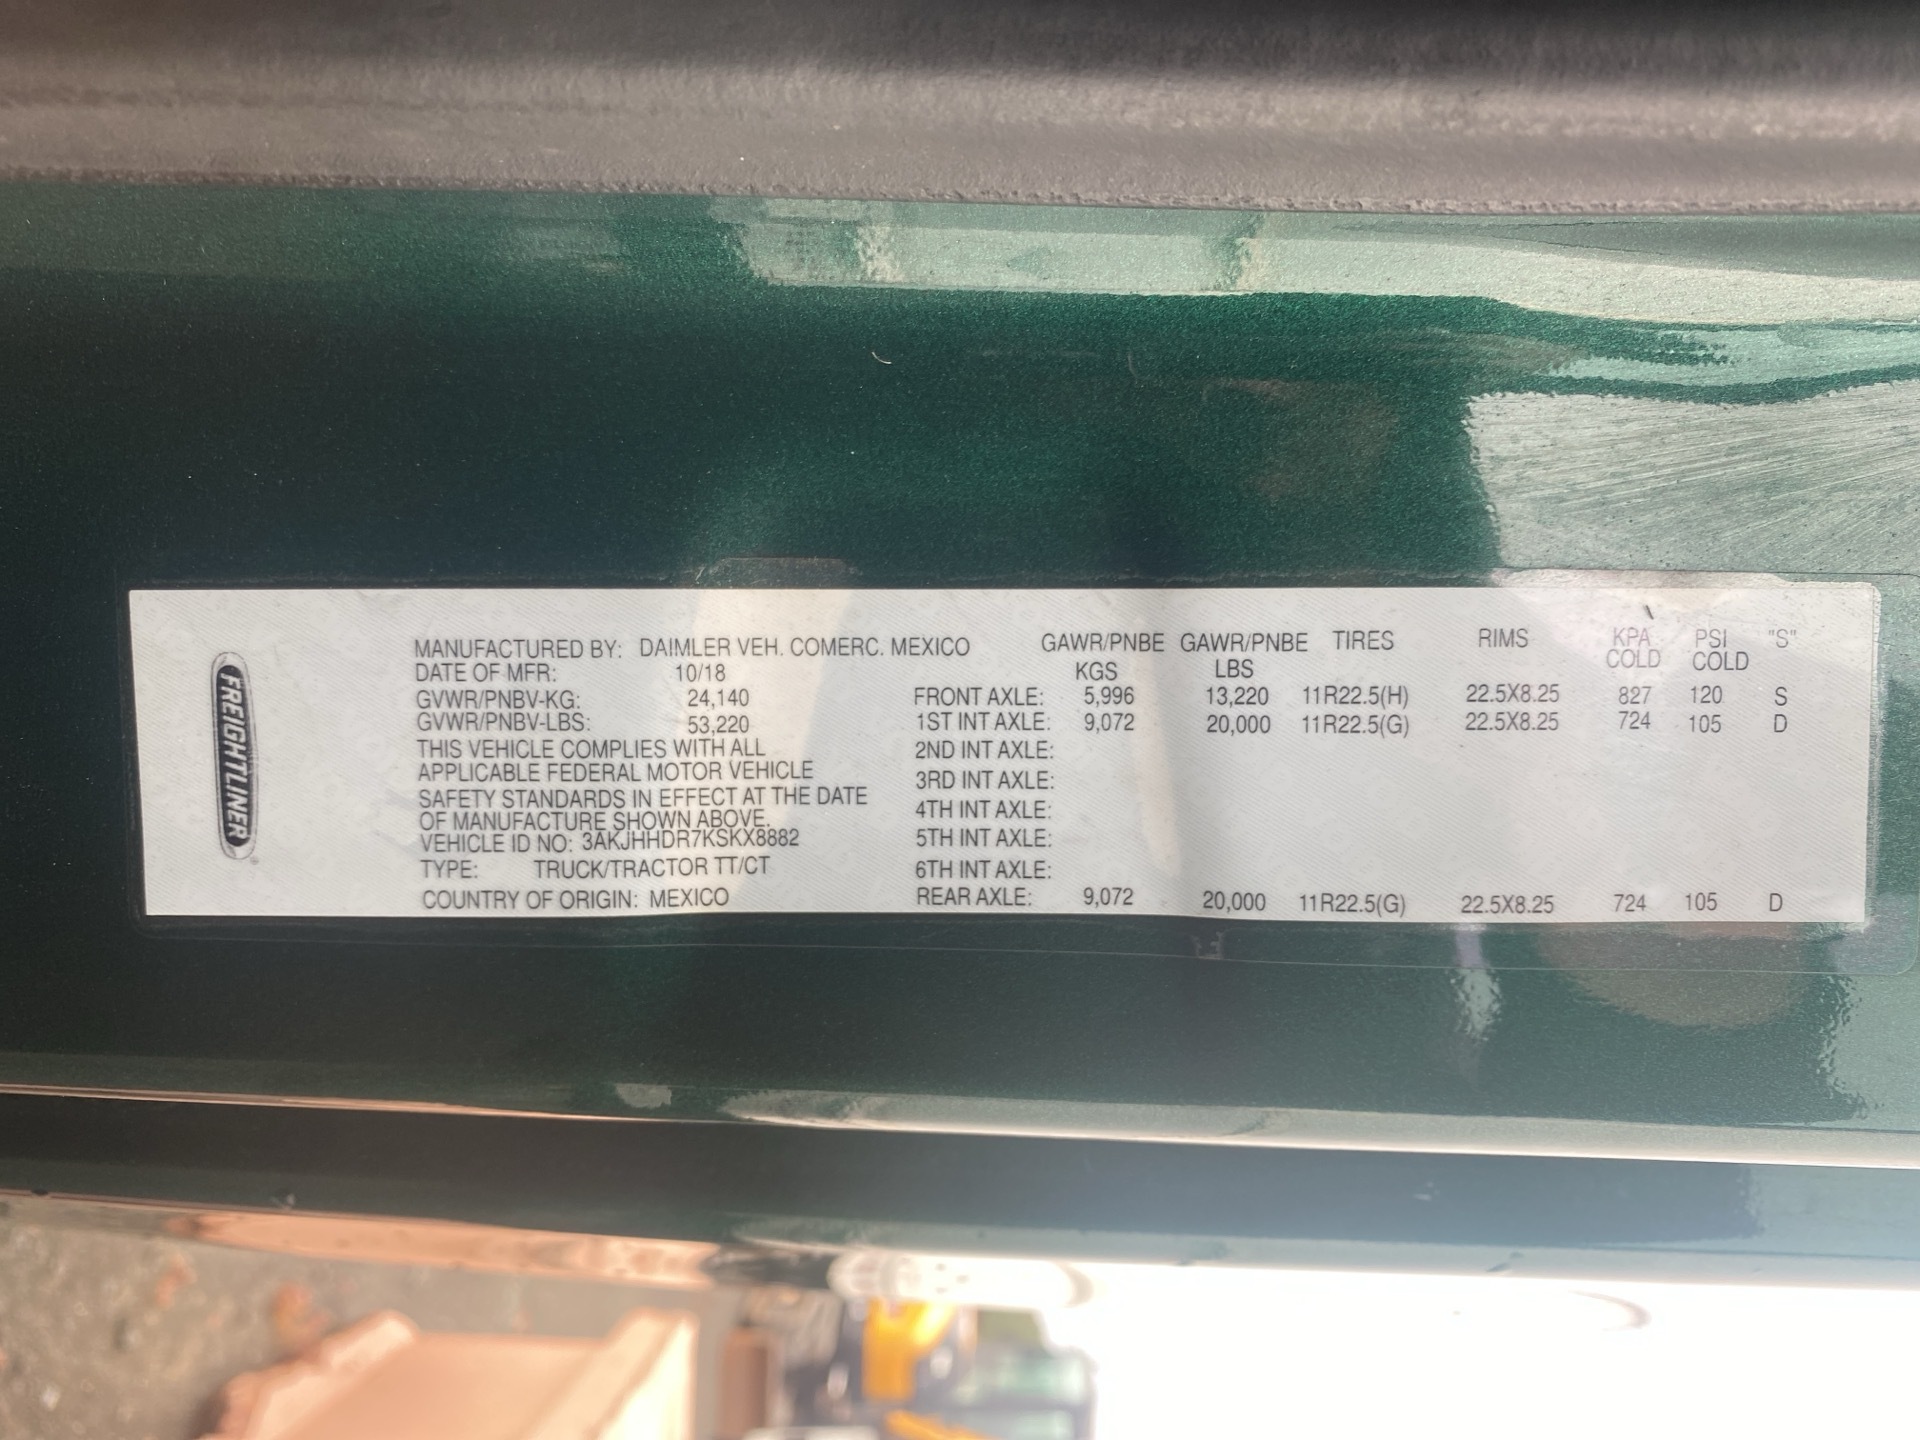 FREIGHTLINER
MANUFACTURED BY: DAIMLER VEH. COMERC. MEXICO
DATE OF MFR: 10/18
GVWR/PNBV-KG: 24,140
GVWR/PNBV-LBS: 53,220
THIS VEHICLE COMPLIES WITH ALL
APPLICABLE FEDERAL MOTOR VEHICLE
SAFETY STANDARDS IN EFFECT AT THE DATE
OF MANUFACTURE SHOWN ABOVE.
VEHICLE ID NO: 3AKJHHDR7KSKX8882
TYPE: TRUCK/TRACTOR TT/CT
COUNTRY OF ORIGIN: MEXICO
GAWR/PNBE GAWR/PNBE TIRES RIMS KPA PSI "S"
KGS LBS COLD COLD
FRONT AXLE: 5,996 13,220 11R22.5(H) 22.5X8.25 827 120 S
1ST INT AXLE: 9,072 20,000 11R22.5(G) 22.5X8.25 724 105 D
2ND INT AXLE:
3RD INT AXLE:
4TH INT AXLE:
5TH INT AXLE:
6TH INT AXLE:
REAR AXLE: 9,072 20,000 11R22.5(G) 22.5X8.25 724 105 D